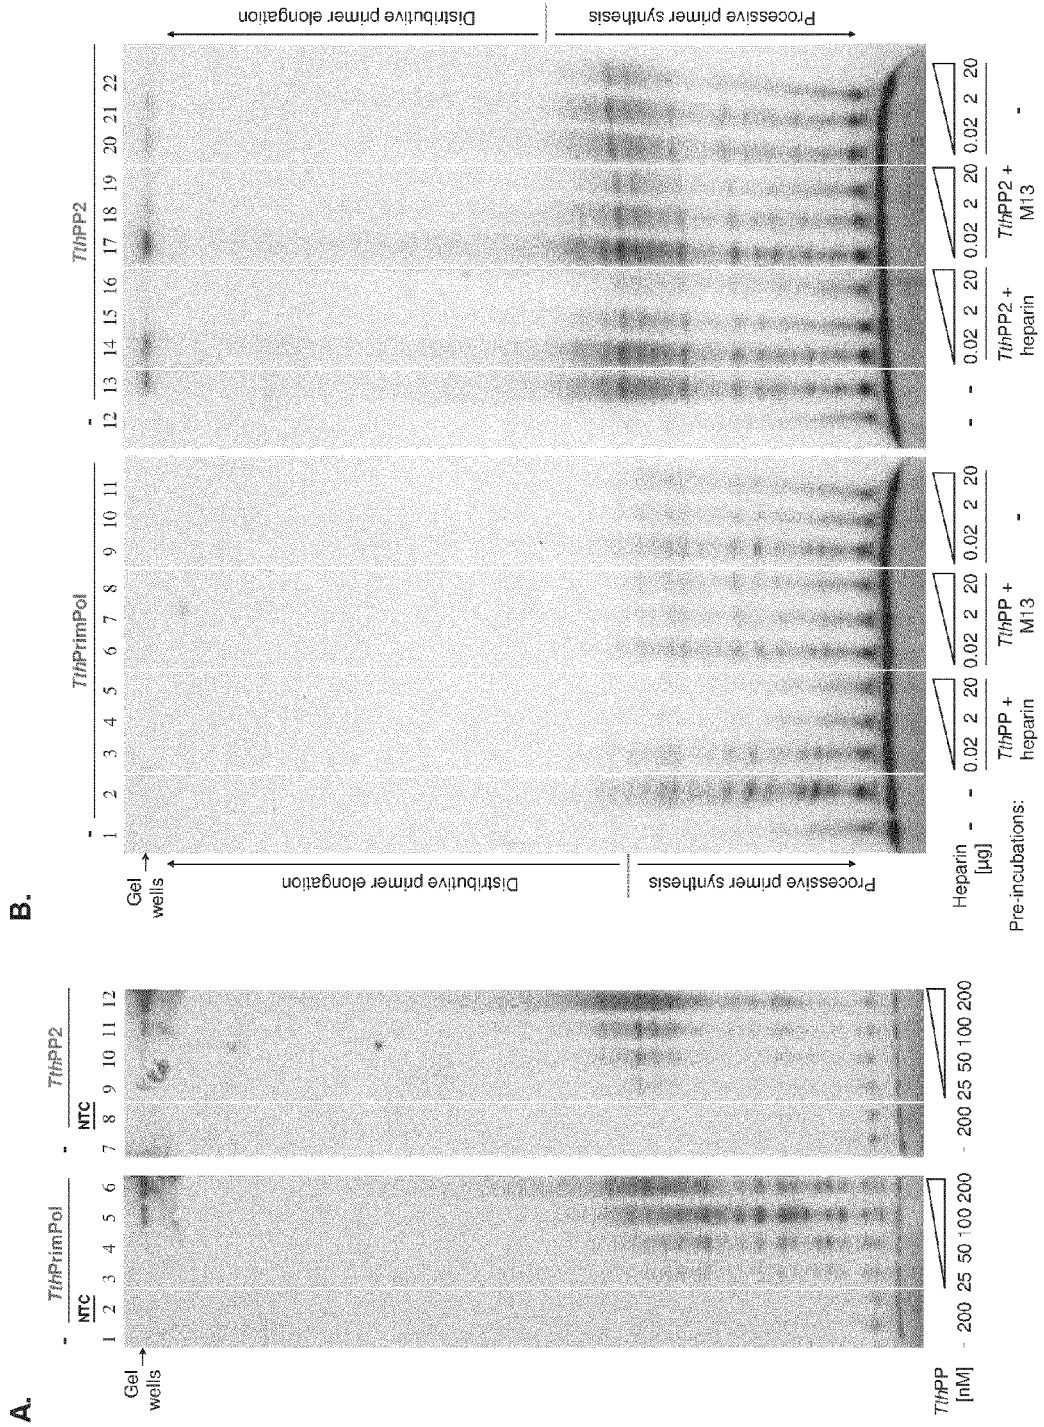 A.
TthPrimPol
TthPP2
-
NTC
-
NTC
1 2 3 4 5 6 7 8 9 10 11 12
Gel
wells
TthPP
[nM]
- 200 25 50 100 200 - 200 25 50 100 200
B.
TthPrimPol
TthPP2
-
-
1 2 3 4 5 6 7 8 9 10 11 12 13 14 15 16 17 18 19 20 21 22
Gel
wells
Distributive primer elongation
Processive primer synthesis
Distributive primer elongation
Processive primer synthesis
Heparin
[µg]
- - 0.02 2 20 0.02 2 20 0.02 2 20 - - 0.02 2 20 0.02 2 20 0.02 2 20
Pre-incubations:
TthPP +
heparin
TthPP +
M13
-
TthPP2 +
heparin
TthPP2 +
M13
-